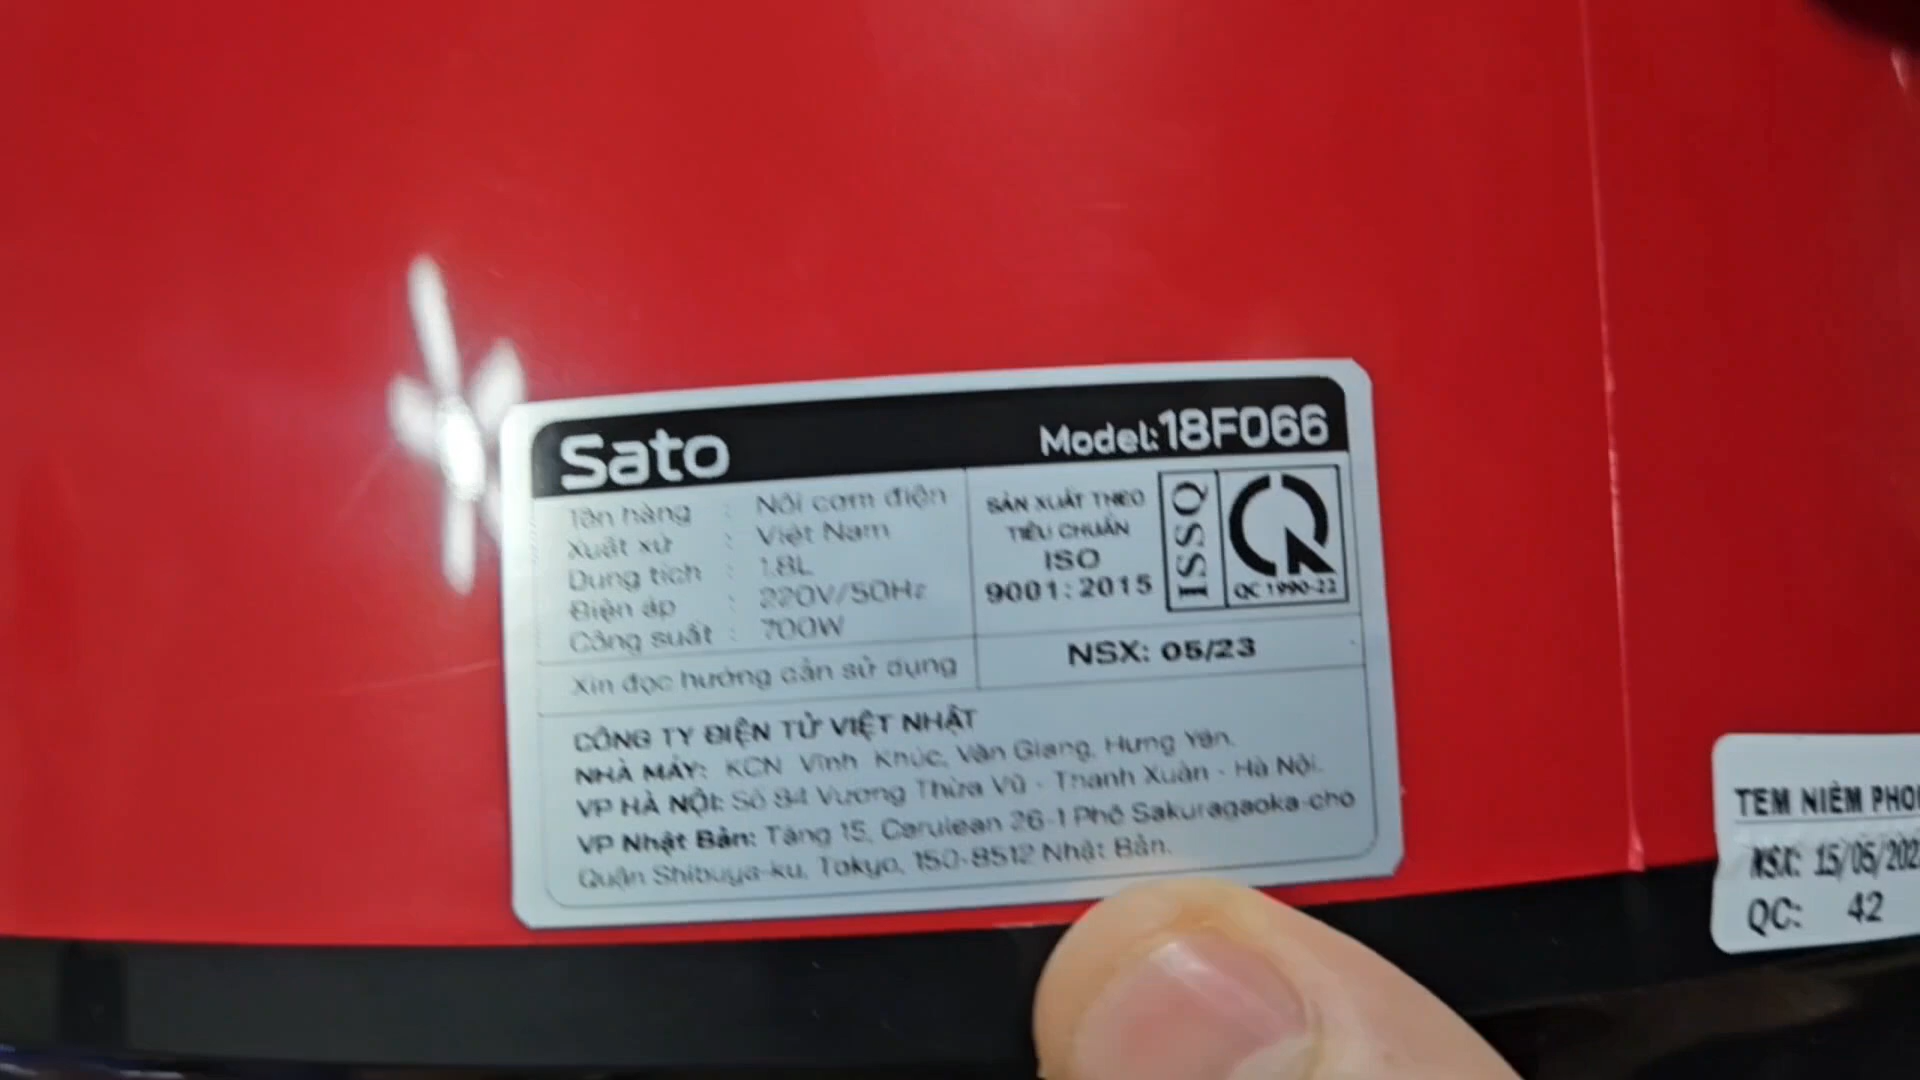 Sato
Model:18F066
Tên hàng : Nồi cơm điện
Xuất xứ : Việt Nam
Dung tích : 1.8L
Điện áp : 220V/50Hz
Công suất : 700W
SẢN XUẤT THEO
TIÊU CHUẨN
ISO
9001:2015
ISSQ
QC 1990-22
Xin đọc hướng dẫn sử dụng
NSX: 05/23
CÔNG TY ĐIỆN TỬ VIỆT NHẬT
NHÀ MÁY: KCN Vĩnh Khúc, Văn Giang, Hưng Yên.
VP HÀ NỘI: Số 84 Vương Thừa Vũ - Thanh Xuân - Hà Nội.
VP Nhật Bản: Tầng 15, Cerulean 26-1 Phố Sakuragaoka-cho
Quận Shibuya-ku, Tokyo, 150-8512 Nhật Bản.
TEM NIÊM PHO
NSX: 15/05/202
QC: 42